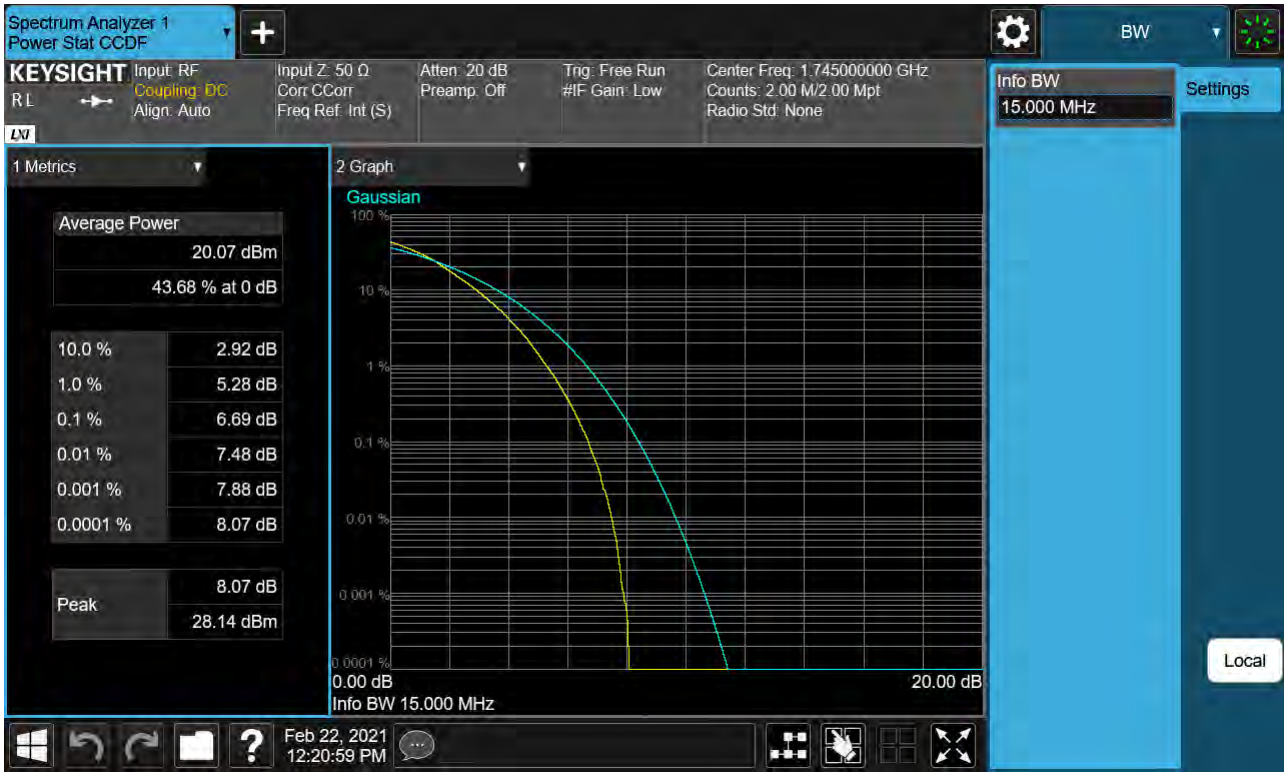 Spectrum Analyzer 1
Power Stat CCDF
BW
KEYSIGHT
RL
LXI
Input: RF
Coupling: DC
Align: Auto
Input Z: 50 Ω
Corr CCorr
Freq Ref: Int (S)
Atten: 20 dB
Preamp: Off
Trig: Free Run
#IF Gain: Low
Center Freq: 1.745000000 GHz
Counts: 2.00 M/2.00 Mpt
Radio Std: None
Info BW
15.000 MHz
Settings
1 Metrics
Average Power
20.07 dBm
43.68 % at 0 dB
10.0 % 2.92 dB
1.0 % 5.28 dB
0.1 % 6.69 dB
0.01 % 7.48 dB
0.001 % 7.88 dB
0.0001 % 8.07 dB
Peak
8.07 dB
28.14 dBm
2 Graph
Gaussian
100 %
10 %
1 %
0.1 %
0.01 %
0.001 %
0.0001 %
0.00 dB 20.00 dB
Info BW 15.000 MHz
Local
?
Feb 22, 2021
12:20:59 PM